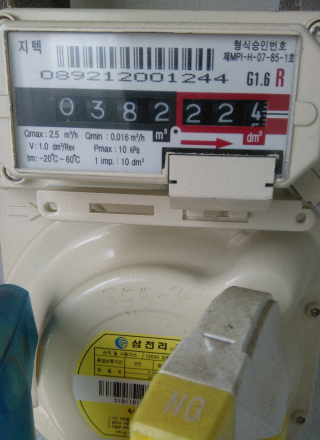 지텍
형식승인번호
제MPI-H-07-85-1호
089212001244
G1.6 R
0382224
Qmax : 2.5 m³/h
Qmin : 0.016 m³/h
m³
dm³
V : 1.0 dm³/Rev
Pmax : 10 kPa
tm: -20℃ ~ 60℃
1 imp. : 10 dm³
삼천리
NO